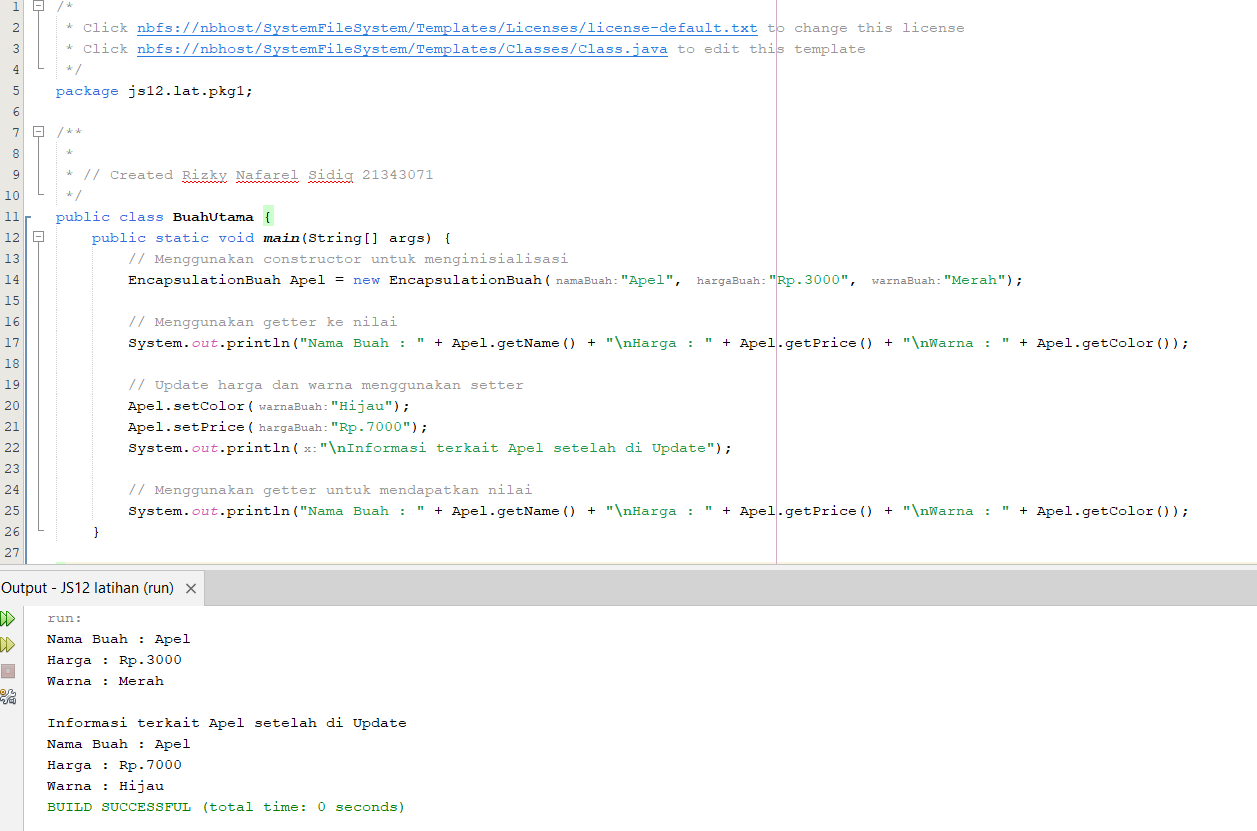 1 /*
2 * Click nbfs://nbhost/SystemFileSystem/Templates/Licenses/license-default.txt to change this license
3 * Click nbfs://nbhost/SystemFileSystem/Templates/Classes/Class.java to edit this template
4 */
5 package js12.lat.pkg1;
6
7 /**
8 *
9 * // Created Rizky Nafarel Sidiq 21343071
10 */
11 public class BuahUtama {
12 public static void main(String[] args) {
13 // Menggunakan constructor untuk menginisialisasi
14 EncapsulationBuah Apel = new EncapsulationBuah( namaBuah:"Apel", hargaBuah:"Rp.3000", warnaBuah:"Merah");
15
16 // Menggunakan getter ke nilai
17 System.out.println("Nama Buah : " + Apel.getName() + "\nHarga : " + Apel.getPrice() + "\nWarna : " + Apel.getColor());
18
19 // Update harga dan warna menggunakan setter
20 Apel.setColor( warnaBuah:"Hijau");
21 Apel.setPrice( hargaBuah:"Rp.7000");
22 System.out.println( x:"\nInformasi terkait Apel setelah di Update");
23
24 // Menggunakan getter untuk mendapatkan nilai
25 System.out.println("Nama Buah : " + Apel.getName() + "\nHarga : " + Apel.getPrice() + "\nWarna : " + Apel.getColor());
26 }
27
Output - JS12 latihan (run)
run:
Nama Buah : Apel
Harga : Rp.3000
Warna : Merah
Informasi terkait Apel setelah di Update
Nama Buah : Apel
Harga : Rp.7000
Warna : Hijau
BUILD SUCCESSFUL (total time: 0 seconds)